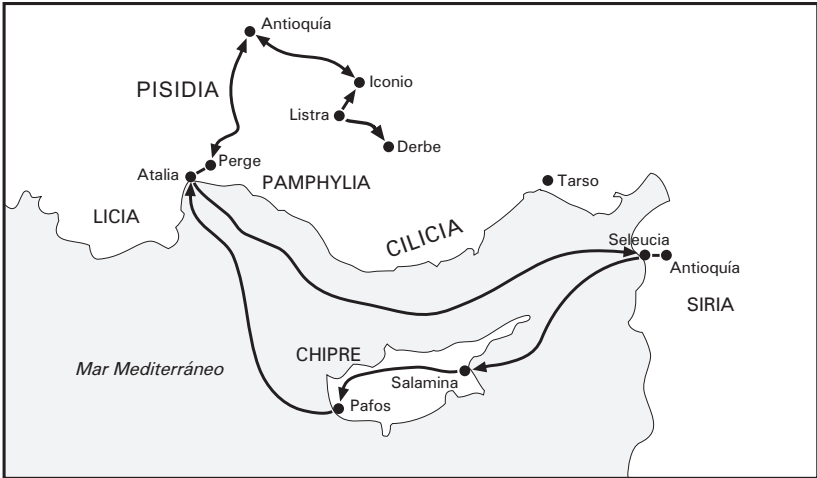 Antioquía
PISIDIA
Iconio
Listra
Derbe
Perge
Atalia
PAMPHYLIA
Tarso
LICIA
CILICIA
Seleucia
Antioquía
SIRIA
CHIPRE
Mar Mediterráneo
Salamina
Pafos